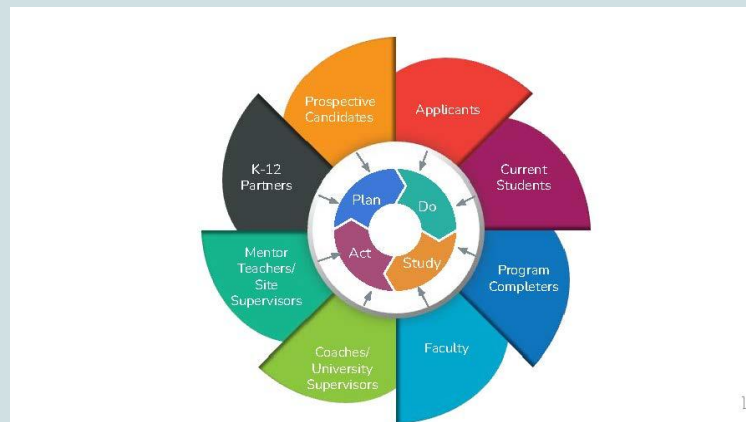 Prospective
Candidates
Applicants
Current
Students
Program
Completers
Faculty
Coaches/
University
Supervisors
Mentor
Teachers/
Site
Supervisors
K-12
Partners
Plan
Do
Study
Act